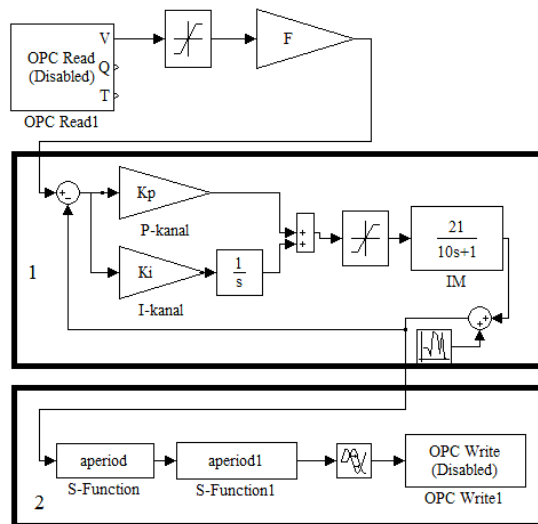 V
F
OPC Read
(Disabled)
Q
T
OPC Read1
1
+
−
Kp
P-kanal
Ki
I-kanal
1
s
+
+
21
10s+1
IM
+
+
2
aperiod
S-Function
aperiod1
S-Function1
OPC Write
(Disabled)
OPC Write1